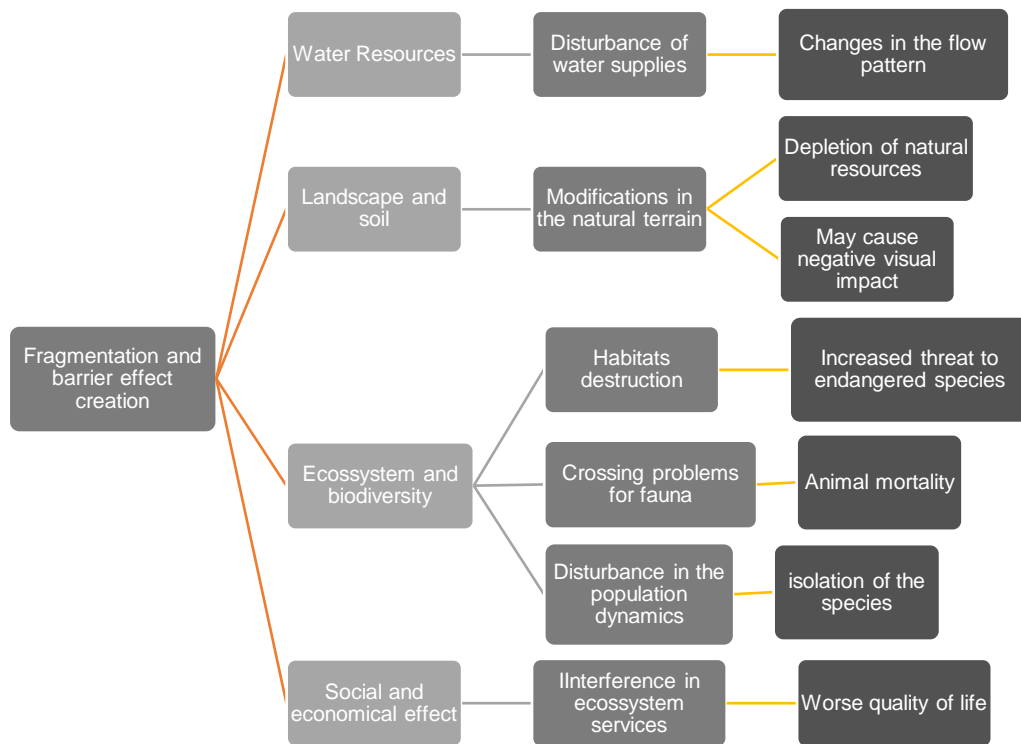 Fragmentation and
barrier effect
creation
Water Resources
Disturbance of
water supplies
Changes in the flow
pattern
Landscape and
soil
Modifications in
the natural terrain
Depletion of natural
resources
May cause
negative visual
impact
Ecossystem and
biodiversity
Habitats
destruction
Increased threat to
endangered species
Crossing problems
for fauna
Animal mortality
Disturbance in the
population
dynamics
isolation of the
species
Social and
economical effect
IInterference in
ecosystem
services
Worse quality of life